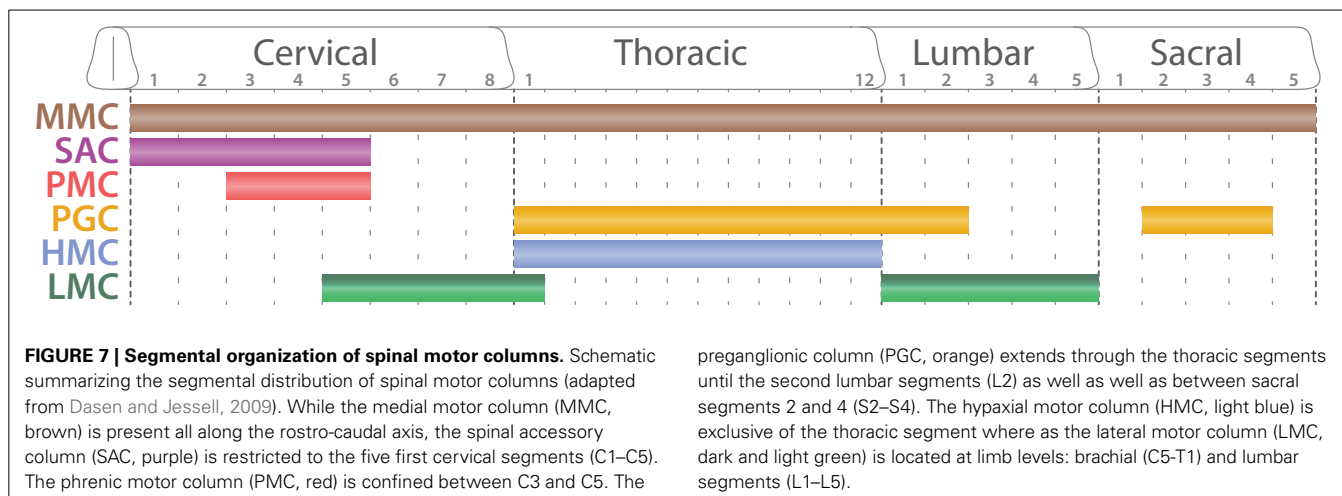 Cervical Thoracic Lumbar Sacral
1 2 3 4 5 6 7 8 1 12 1 2 3 4 5 1 2 3 4 5
MMC
SAC
PMC
PGC
HMC
LMC
FIGURE 7 | Segmental organization of spinal motor columns. Schematic
summarizing the segmental distribution of spinal motor columns (adapted
from Dasen and Jessell, 2009). While the medial motor column (MMC,
brown) is present all along the rostro-caudal axis, the spinal accessory
column (SAC, purple) is restricted to the five first cervical segments (C1–C5).
The phrenic motor column (PMC, red) is confined between C3 and C5. The
preganglionic column (PGC, orange) extends through the thoracic segments
until the second lumbar segments (L2) as well as well as between sacral
segments 2 and 4 (S2–S4). The hypaxial motor column (HMC, light blue) is
exclusive of the thoracic segment where as the lateral motor column (LMC,
dark and light green) is located at limb levels: brachial (C5-T1) and lumbar
segments (L1–L5).